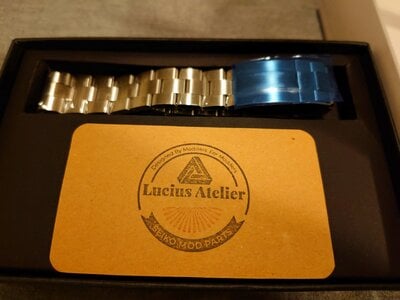 Designed By Modders, For Modders
Lucius Atelier
SEIKO MOD PARTS